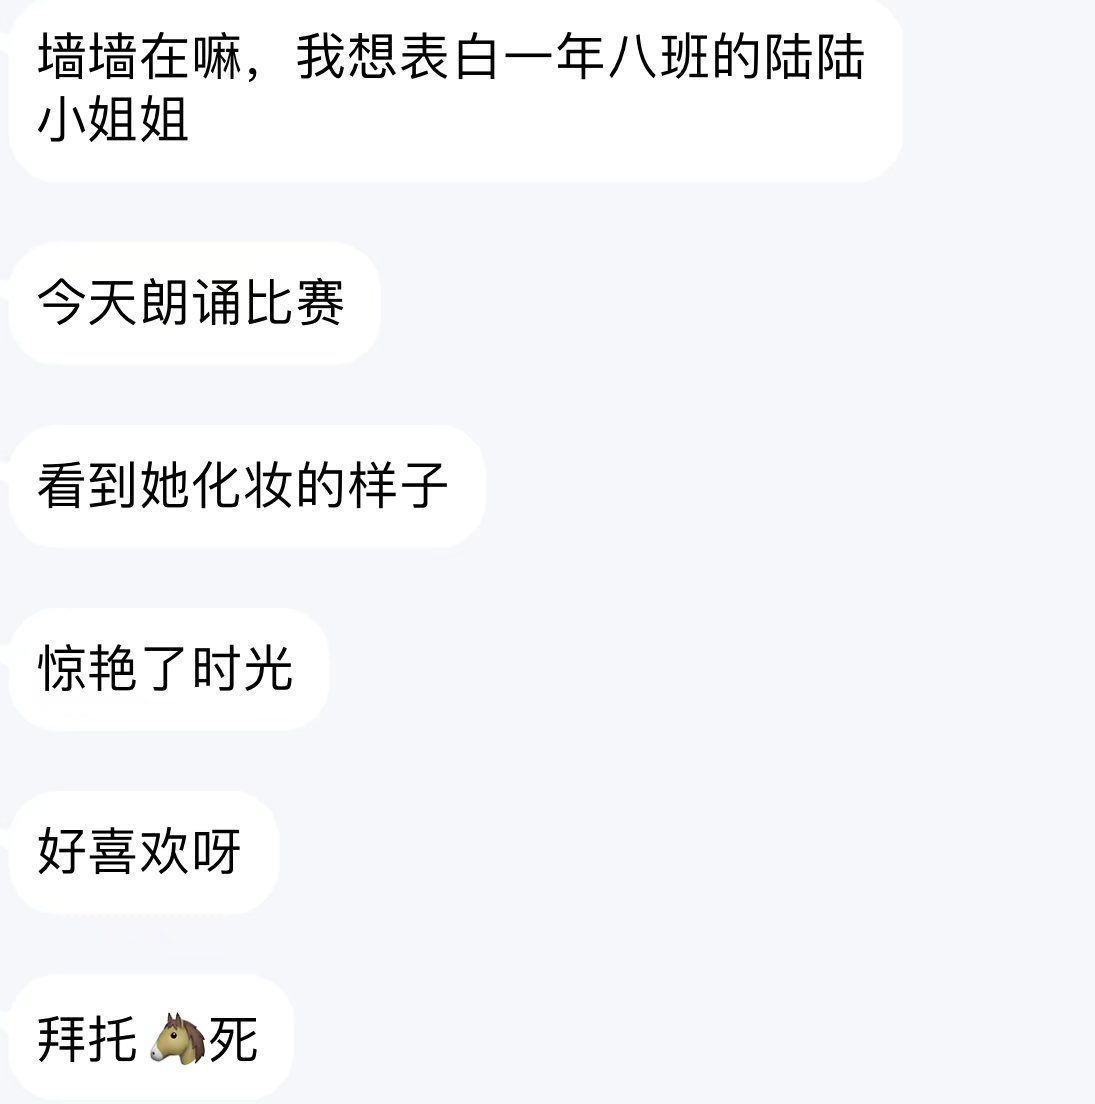 墙墙在嘛，我想表白一年八班的陆陆
小姐姐
今天朗诵比赛
看到她化妆的样子
惊艳了时光
好喜欢呀
拜托🐴死